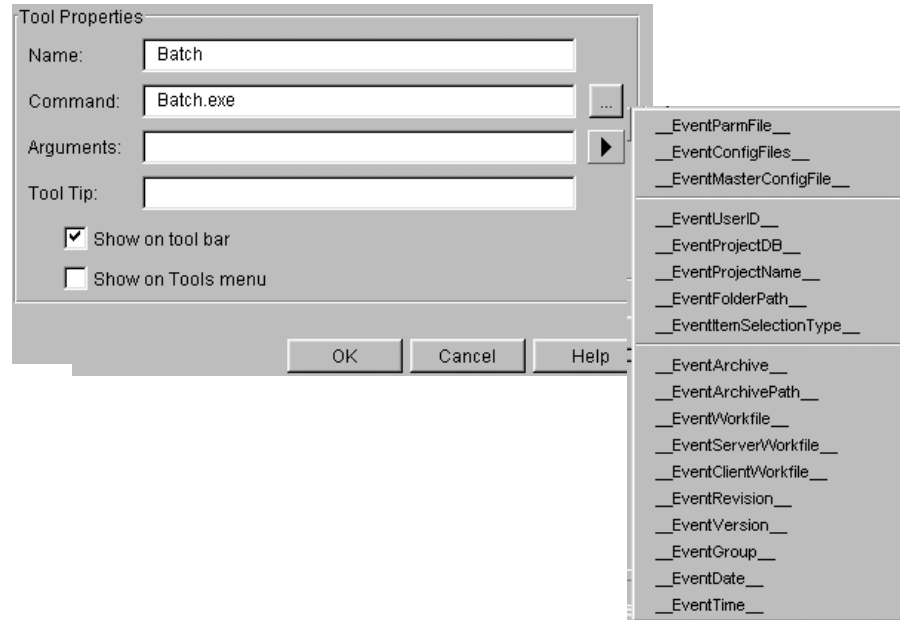 Tool Properties
Name: Batch
Command: Batch.exe ...
Arguments:
Tool Tip:
Show on tool bar
Show on Tools menu
OK Cancel Help
__EventParmFile__
__EventConfigFiles__
__EventMasterConfigFile__
__EventUserID__
__EventProjectDB__
__EventProjectName__
__EventFolderPath__
__EventItemSelectionType__
__EventArchive__
__EventArchivePath__
__EventWorkfile__
__EventServerWorkfile__
__EventClientWorkfile__
__EventRevision__
__EventVersion__
__EventGroup__
__EventDate__
__EventTime__